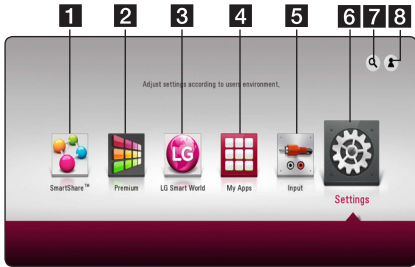 1 2 3 4 5 6 7 8
Adjust settings according to users environment.
LG
SmartShare™ Premium LG Smart World My Apps Input
Settings